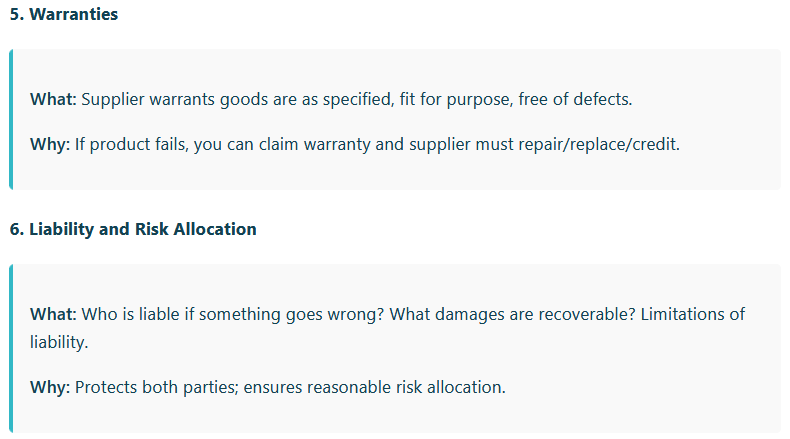 5. Warranties
What: Supplier warrants goods are as specified, fit for purpose, free of defects.
Why: If product fails, you can claim warranty and supplier must repair/replace/credit.
6. Liability and Risk Allocation
What: Who is liable if something goes wrong? What damages are recoverable? Limitations of
liability.
Why: Protects both parties; ensures reasonable risk allocation.